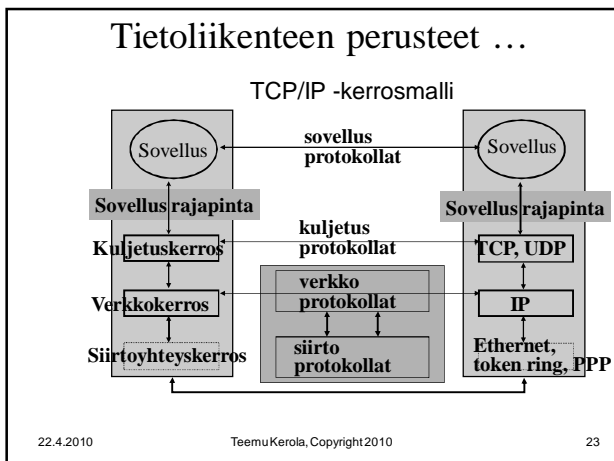 Tietoliikenteen perusteet …
TCP/IP -kerrosmalli
Sovellus
sovellus
protokollat
Sovellus
Sovellus rajapinta
Sovellus rajapinta
Kuljetuskerros
kuljetus
protokollat
TCP, UDP
Verkkokerros
verkko
protokollat
IP
Siirtoyhteyskerros
siirto
protokollat
Ethernet,
token ring, PPP
22.4.2010
Teemu Kerola, Copyright 2010
23